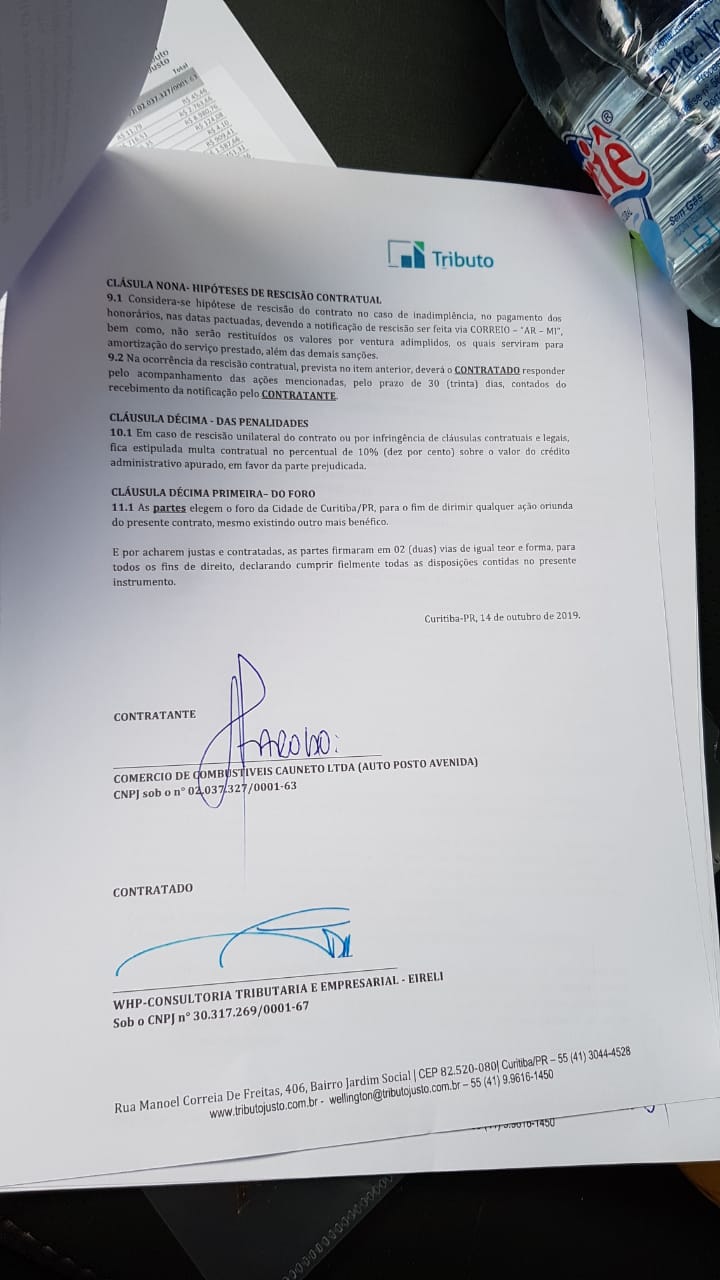 Total
02.037.327/0001-63
R$ 45,46
Tributo
CLÁSULA NONA- HIPÓTESES DE RESCISÃO CONTRATUAL
9.1 Considera-se hipótese de rescisão do contrato no caso de inadimplência, no pagamento dos
honorários, nas datas pactuadas, devendo a notificação de rescisão ser feita via CORREIO – "AR – MI",
bem como, não serão restituídos os valores por ventura adimplidos, os quais serviram para
amortização do serviço prestado, além das demais sanções.
9.2 Na ocorrência da rescisão contratual, prevista no item anterior, deverá o CONTRATADO responder
pelo acompanhamento das ações mencionadas, pelo prazo de 30 (trinta) dias, contados do
recebimento da notificação pelo CONTRATANTE.
CLÁUSULA DÉCIMA - DAS PENALIDADES
10.1 Em caso de rescisão unilateral do contrato ou por infringência de cláusulas contratuais e legais,
fica estipulada multa contratual no percentual de 10% (dez por cento) sobre o valor do crédito
administrativo apurado, em favor da parte prejudicada.
CLÁUSULA DÉCIMA PRIMEIRA– DO FORO
11.1 As partes elegem o foro da Cidade de Curitiba/PR, para o fim de dirimir qualquer ação oriunda
do presente contrato, mesmo existindo outro mais benéfico.
E por acharem justas e contratadas, as partes firmaram em 02 (duas) vias de igual teor e forma, para
todos os fins de direito, declarando cumprir fielmente todas as disposições contidas no presente
instrumento.
Curitiba-PR, 14 de outubro de 2019.
CONTRATANTE
COMERCIO DE COMBUSTIVEIS CAUNETO LTDA (AUTO POSTO AVENIDA)
CNPJ sob o n° 02.037.327/0001-63
CONTRATADO
WHP-CONSULTORIA TRIBUTARIA E EMPRESARIAL - EIRELI
Sob o CNPJ n° 30.317.269/0001-67
Rua Manoel Correia De Freitas, 406, Bairro Jardim Social | CEP 82.520-080| Curitiba/PR – 55 (41) 3044-4528
www.tributojusto.com.br - wellington@tributojusto.com.br – 55 (41) 9.9616-1450
Sem Gás